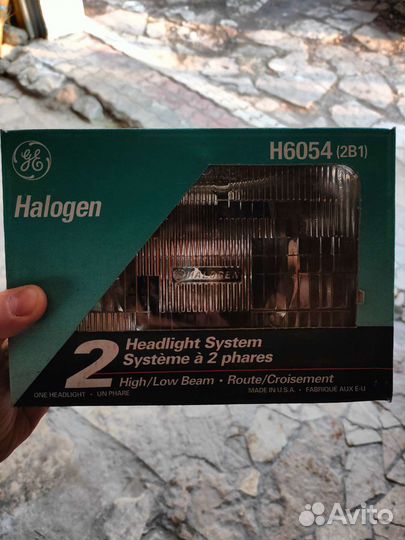 GE
H6054 (2B1)
Halogen
HALOGEN
2
Headlight System
Système à 2 phares
High/Low Beam · Route/Croisement
ONE HEADLIGHT · UN PHARE
MADE IN U.S.A. · FABRIQUE AUX E-U
Avito